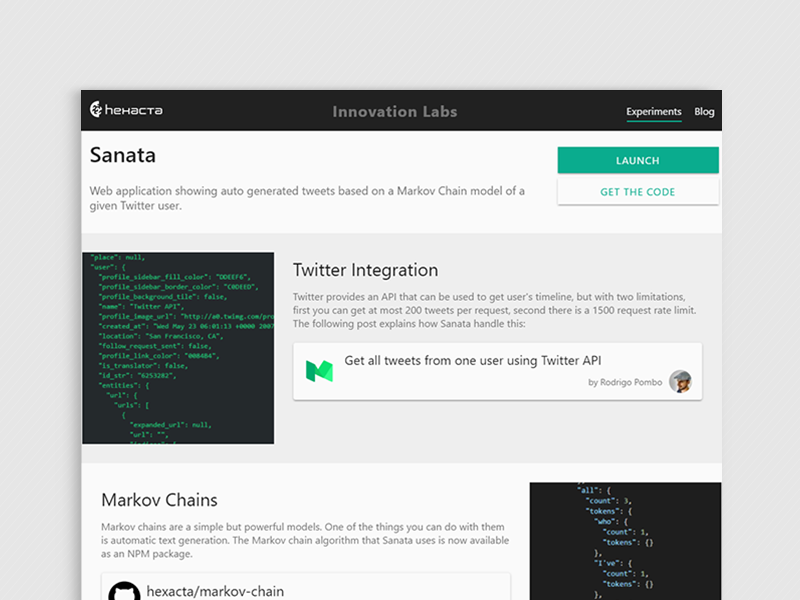 hexacta
Innovation Labs
Experiments
Blog
Sanata
Web application showing auto generated tweets based on a Markov Chain model of a
given Twitter user.
LAUNCH
GET THE CODE
"place": null,
"user": {
"profile_sidebar_fill_color": "DDEEF6",
"profile_sidebar_border_color": "C0DEED",
"profile_background_tile": false,
"name": "Twitter API",
"profile_image_url": "http://a0.twimg.com/pro
"created_at": "Wed May 23 06:01:13 +0000 2007
"location": "San Francisco, CA",
"follow_request_sent": false,
"profile_link_color": "0084B4",
"is_translator": false,
"id_str": "6253282",
"entities": {
"url": {
"urls": [
{
"expanded_url": null,
"url": "",
Twitter Integration
Twitter provides an API that can be used to get user's timeline, but with two limitations,
first you can get at most 200 tweets per request, second there is a 1500 request rate limit.
The following post explains how Sanata handle this:
Get all tweets from one user using Twitter API
by Rodrigo Pombo
Markov Chains
Markov chains are a simple but powerful models. One of the things you can do with them
is automatic text generation. The Markov chain algorithm that Sanata uses is now available
as an NPM package.
hexacta/markov-chain
"all": {
"count": 3,
"tokens": {
"who": {
"count": 1,
"tokens": {}
},
"I've": {
"count": 1,
"tokens": {}
},